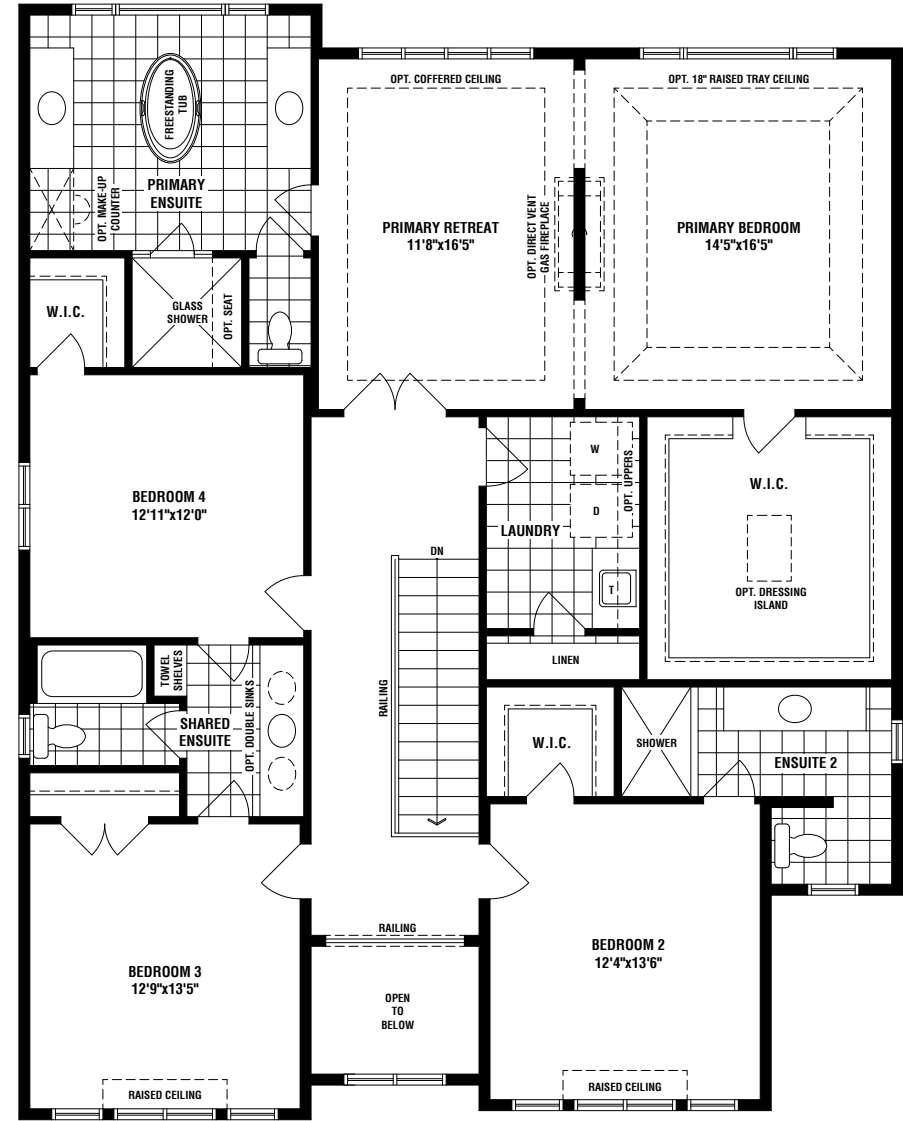 OPT. COFFERED CEILING
OPT. 18" RAISED TRAY CEILING
FREESTANDING
TUB
PRIMARY
ENSUITE
OPT. MAKE-UP
COUNTER
PRIMARY RETREAT
11'8"x16'5"
OPT. DIRECT VENT
GAS FIREPLACE
PRIMARY BEDROOM
14'5"x16'5"
W.I.C.
GLASS
SHOWER
OPT. SEAT
BEDROOM 4
12'11"x12'0"
W
OPT. UPPERS
D
LAUNDRY
T
W.I.C.
OPT. DRESSING
ISLAND
DN
RAILING
LINEN
TOWEL
SHELVES
SHARED
ENSUITE
OPT. DOUBLE SINKS
W.I.C.
SHOWER
ENSUITE 2
RAILING
BEDROOM 3
12'9"x13'5"
BEDROOM 2
12'4"x13'6"
OPEN
TO
BELOW
RAISED CEILING
RAISED CEILING